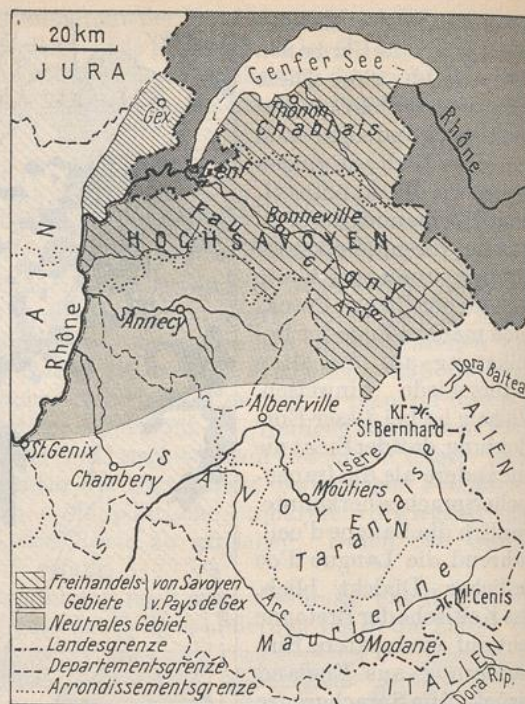 20 km
JURA
Genfer See
Gex
Thonon
Chablais
Rhône
Genf
AIN
Faucigny
Bonneville
HOCHSAVOYEN
Arve
Rhône
Annecy
Dora Baltea
Albertville
Kl.
St Bernhard
ITALIEN
St.Genix
Chambéry
SAVOYEN
Isère
Moûtiers
Tarantaise
Arc
Maurienne
Mt Cenis
Modane
ITALIEN
Dora Rip.
Freihandels- } von Savoyen
Gebiete } v. Pays de Gex
Neutrales Gebiet
Landesgrenze
Departementsgrenze
Arrondissementsgrenze